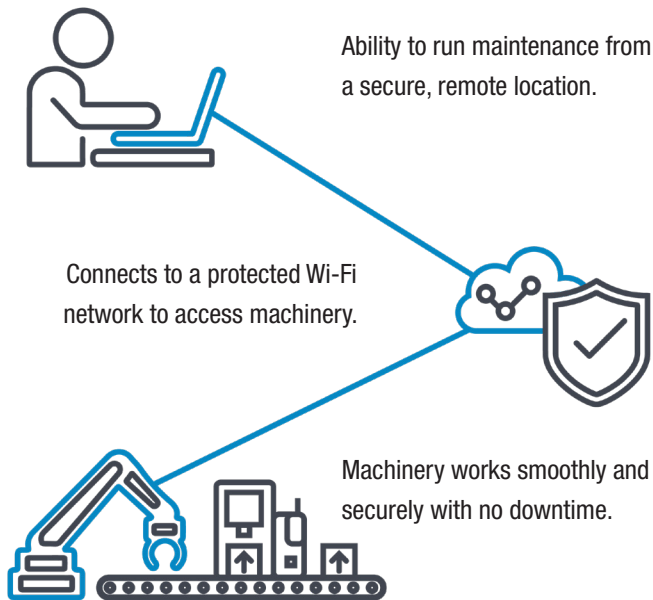 Ability to run maintenance from
a secure, remote location.
Connects to a protected Wi-Fi
network to access machinery.
Machinery works smoothly and
securely with no downtime.